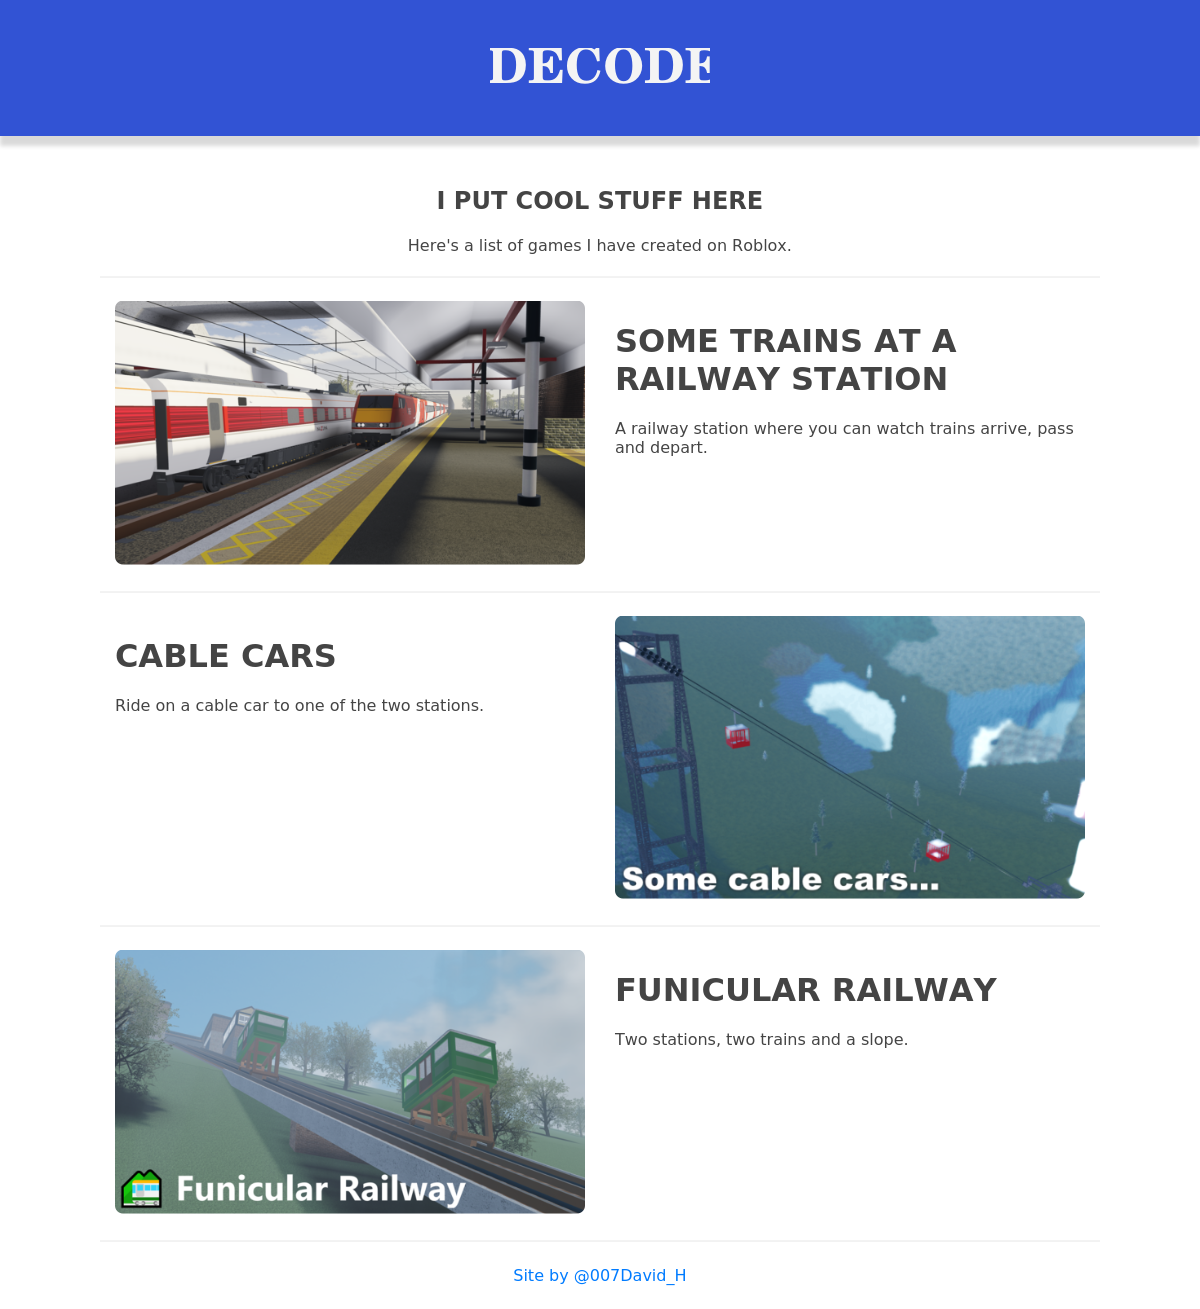 DECODE
I PUT COOL STUFF HERE
Here's a list of games I have created on Roblox.
SOME TRAINS AT A
RAILWAY STATION
A railway station where you can watch trains arrive, pass
and depart.
CABLE CARS
Ride on a cable car to one of the two stations.
Some cable cars...
Funicular Railway
FUNICULAR RAILWAY
Two stations, two trains and a slope.
Site by @007David_H